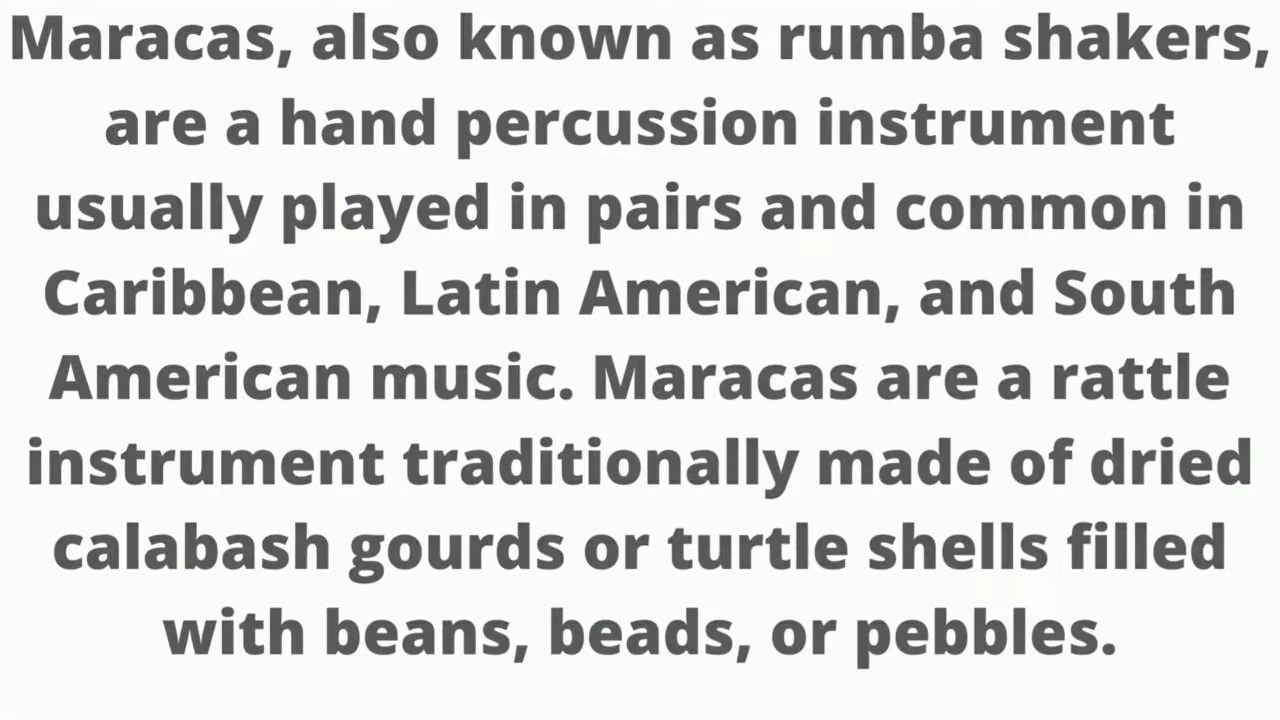 Maracas, also known as rumba shakers,
are a hand percussion instrument
usually played in pairs and common in
Caribbean, Latin American, and South
American music. Maracas are a rattle
instrument traditionally made of dried
calabash gourds or turtle shells filled
with beans, beads, or pebbles.